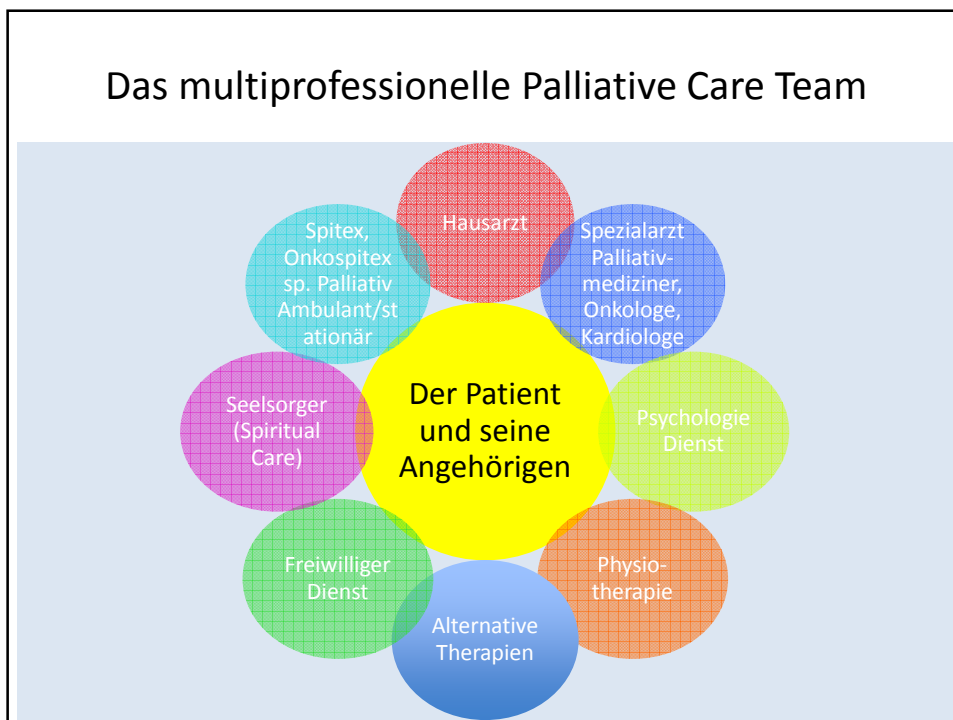 Das multiprofessionelle Palliative Care Team
Hausarzt
Spezialarzt
Palliativ-
mediziner,
Onkologe,
Kardiologe
Psychologie
Dienst
Physio-
therapie
Alternative
Therapien
Freiwilliger
Dienst
Seelsorger
(Spiritual
Care)
Spitex,
Onkospitex
sp. Palliativ
Ambulant/st
ationär
Der Patient
und seine
Angehörigen